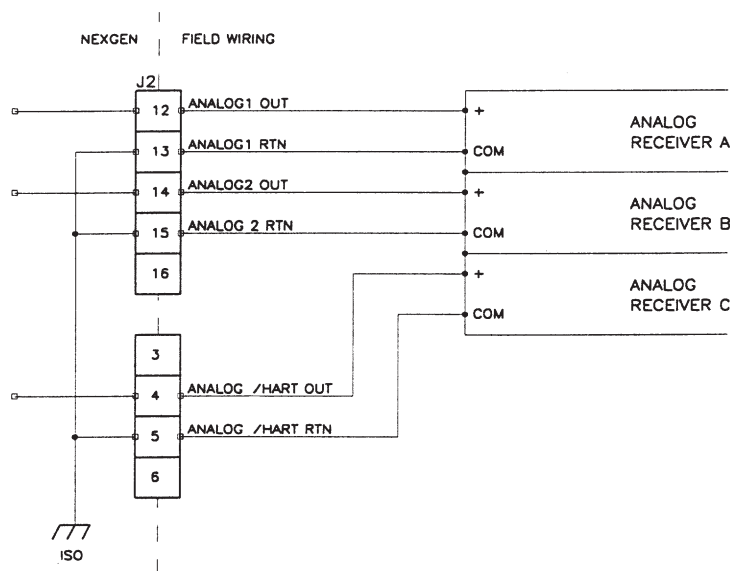 NEXGEN
FIELD WIRING
J2
12
ANALOG1 OUT
+
ANALOG
RECEIVER A
13
ANALOG1 RTN
COM
14
ANALOG2 OUT
+
ANALOG
RECEIVER B
15
ANALOG 2 RTN
COM
16
+
ANALOG
RECEIVER C
COM
3
4
ANALOG /HART OUT
5
ANALOG /HART RTN
6
ISO